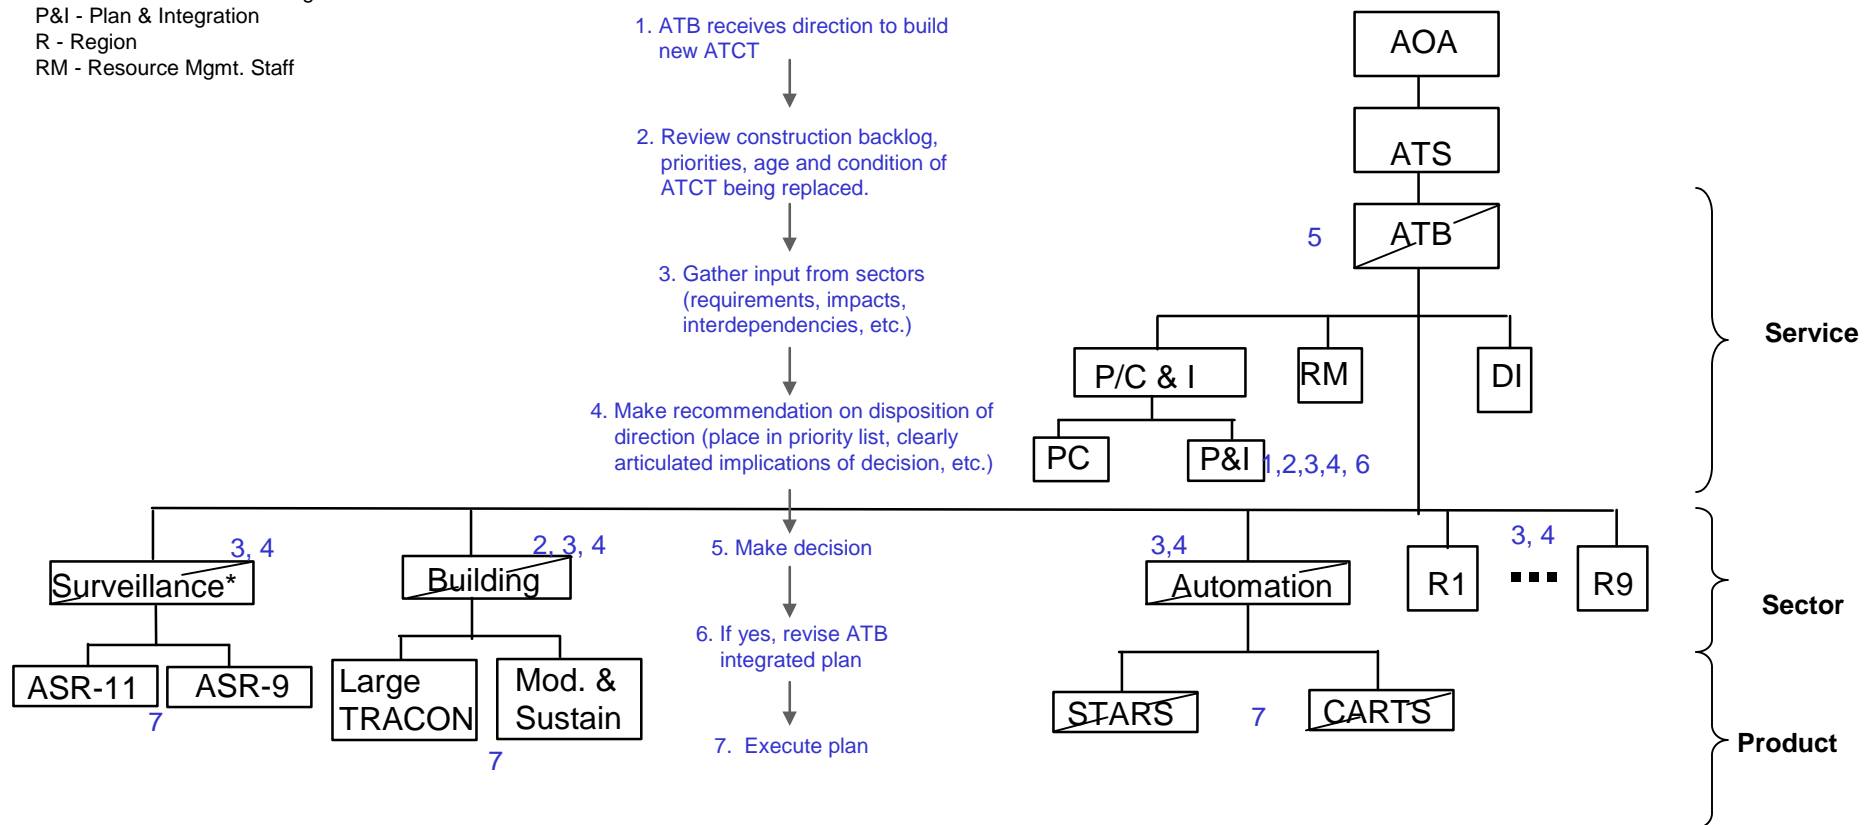 P&I - Plan & Integration
R - Region
RM - Resource Mgmt. Staff
1. ATB receives direction to build
new ATCT
2. Review construction backlog,
priorities, age and condition of
ATCT being replaced.
3. Gather input from sectors
(requirements, impacts,
interdependencies, etc.)
4. Make recommendation on disposition of
direction (place in priority list, clearly
articulated implications of decision, etc.)
5. Make decision
6. If yes, revise ATB
integrated plan
7. Execute plan
AOA
ATS
5
ATB
P/C & I
RM
DI
PC
P&I
1,2,3,4, 6
Service
3, 4
Surveillance*
2, 3, 4
Building
3,4
Automation
R1
3, 4
R9
Sector
ASR-11
ASR-9
7
Large
TRACON
Mod. &
Sustain
7
STARS
7
CARTS
Product